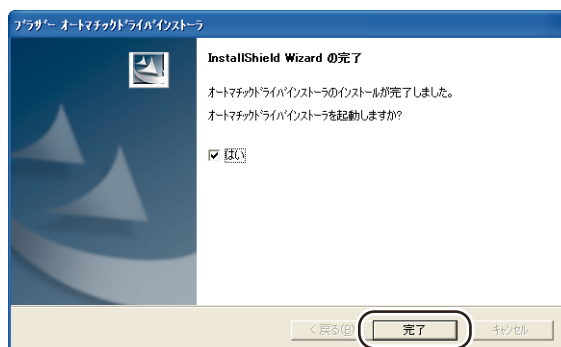 ﾌﾞﾗｻﾞｰ ｵｰﾄﾏﾁｯｸﾄﾞﾗｲﾊﾞｲﾝｽﾄｰﾗ
InstallShield Wizard の完了
ｵｰﾄﾏﾁｯｸﾄﾞﾗｲﾊﾞｲﾝｽﾄｰﾗのｲﾝｽﾄｰﾙが完了しました。
ｵｰﾄﾏﾁｯｸﾄﾞﾗｲﾊﾞｲﾝｽﾄｰﾗを起動しますか?
はい
< 戻る(B)
完了
ｷｬﾝｾﾙ